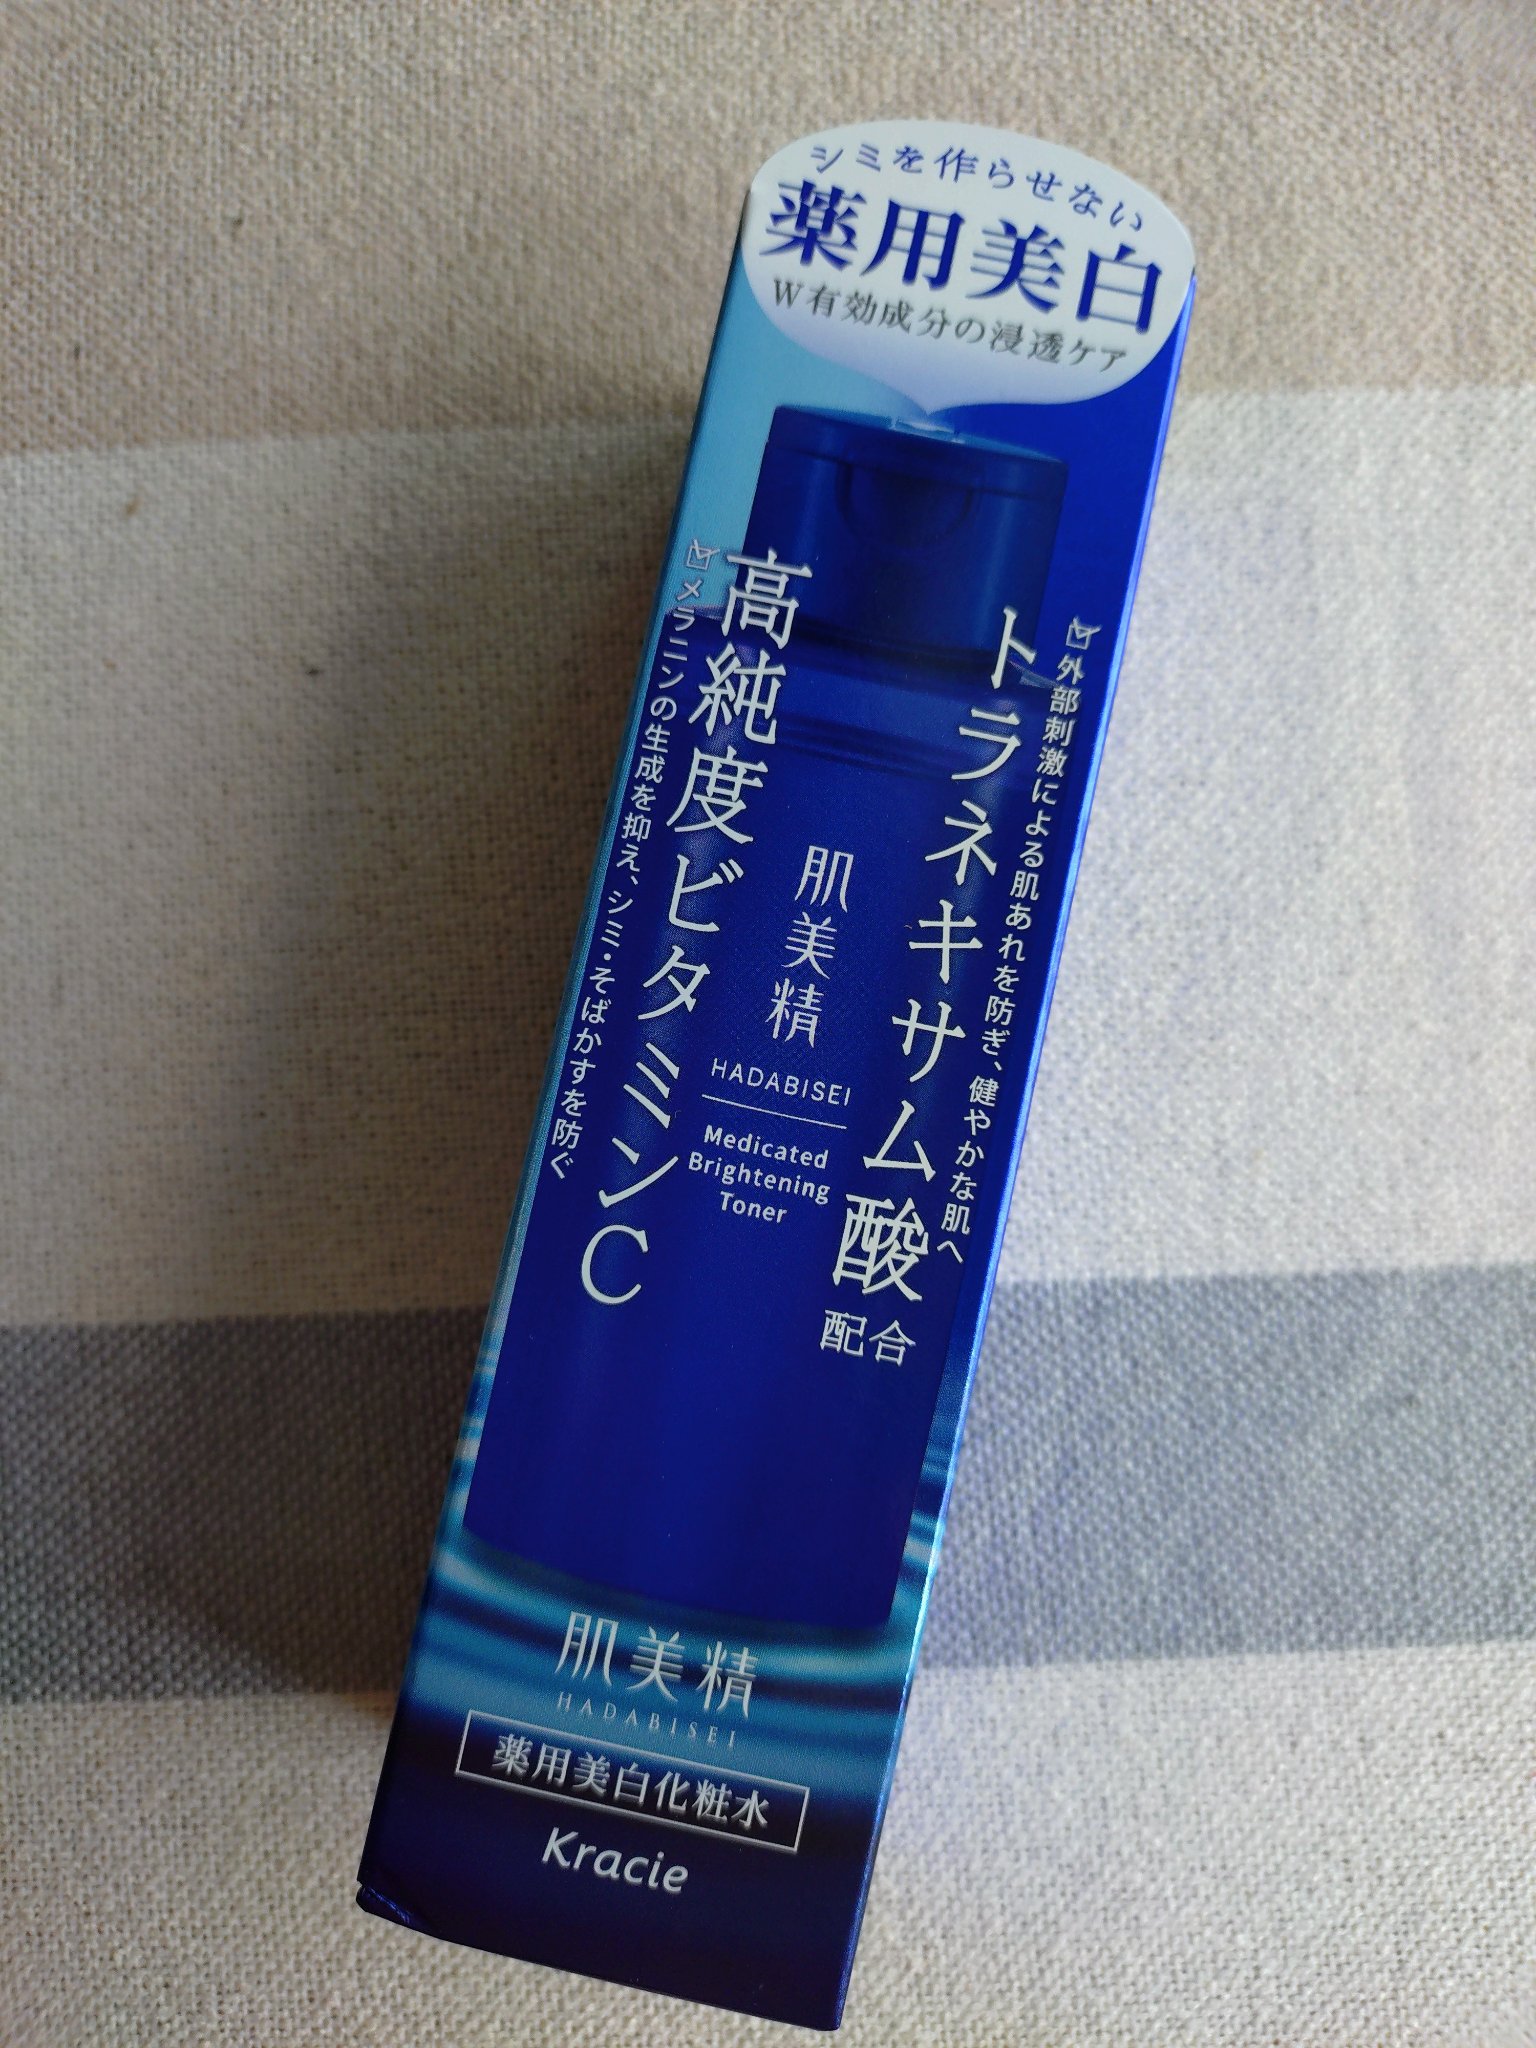 シミを作らせない
薬用美白
W有効成分の浸透ケア
外部刺激による肌あれを防ぎ、健やかな肌へ
トラネキサム酸
配合
高純度ビタミンC
メラニンの生成を抑え、シミ・そばかすを防ぐ
肌美精
HADABISEI
Medicated
Brightening
Toner
肌美精
HADABISEI
薬用美白化粧水
Kracie